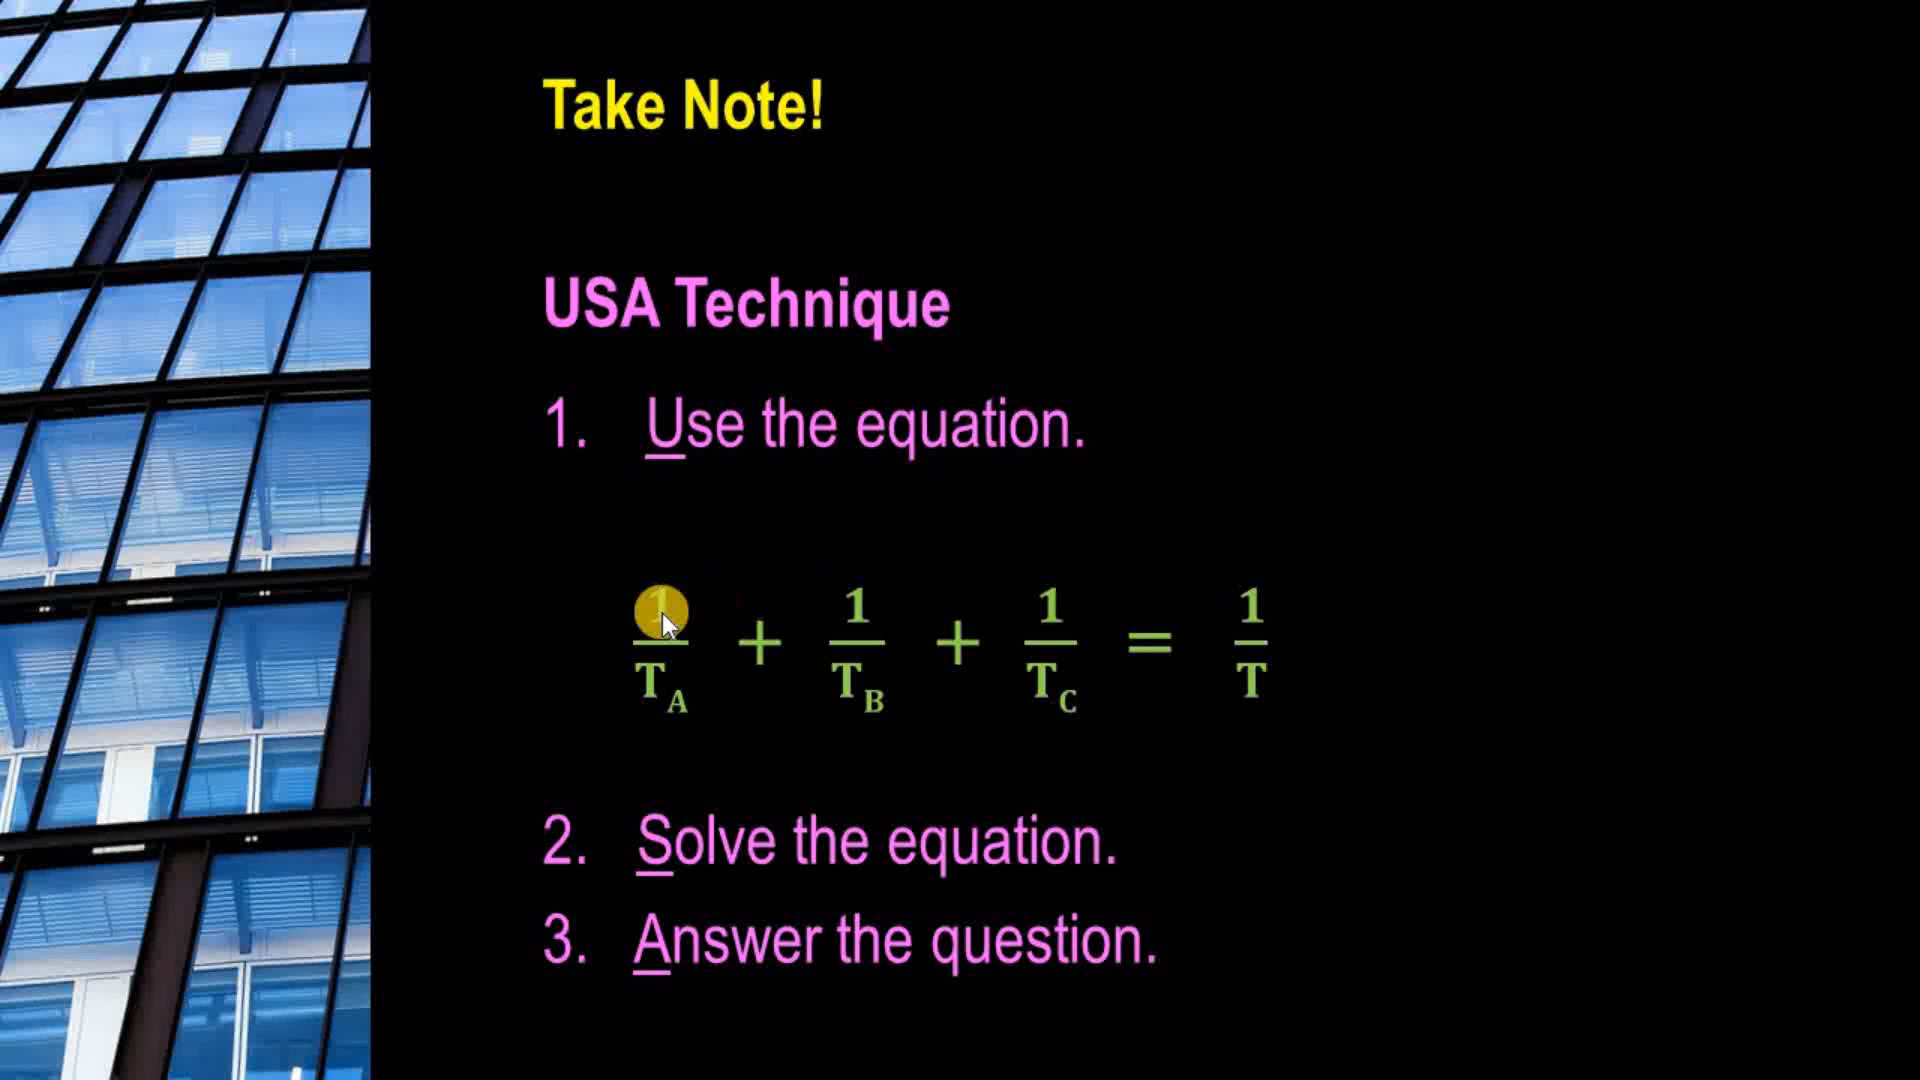 Take Note!
USA Technique
1. Use the equation.
1/T_A + 1/T_B + 1/T_C = 1/T
2. Solve the equation.
3. Answer the question.